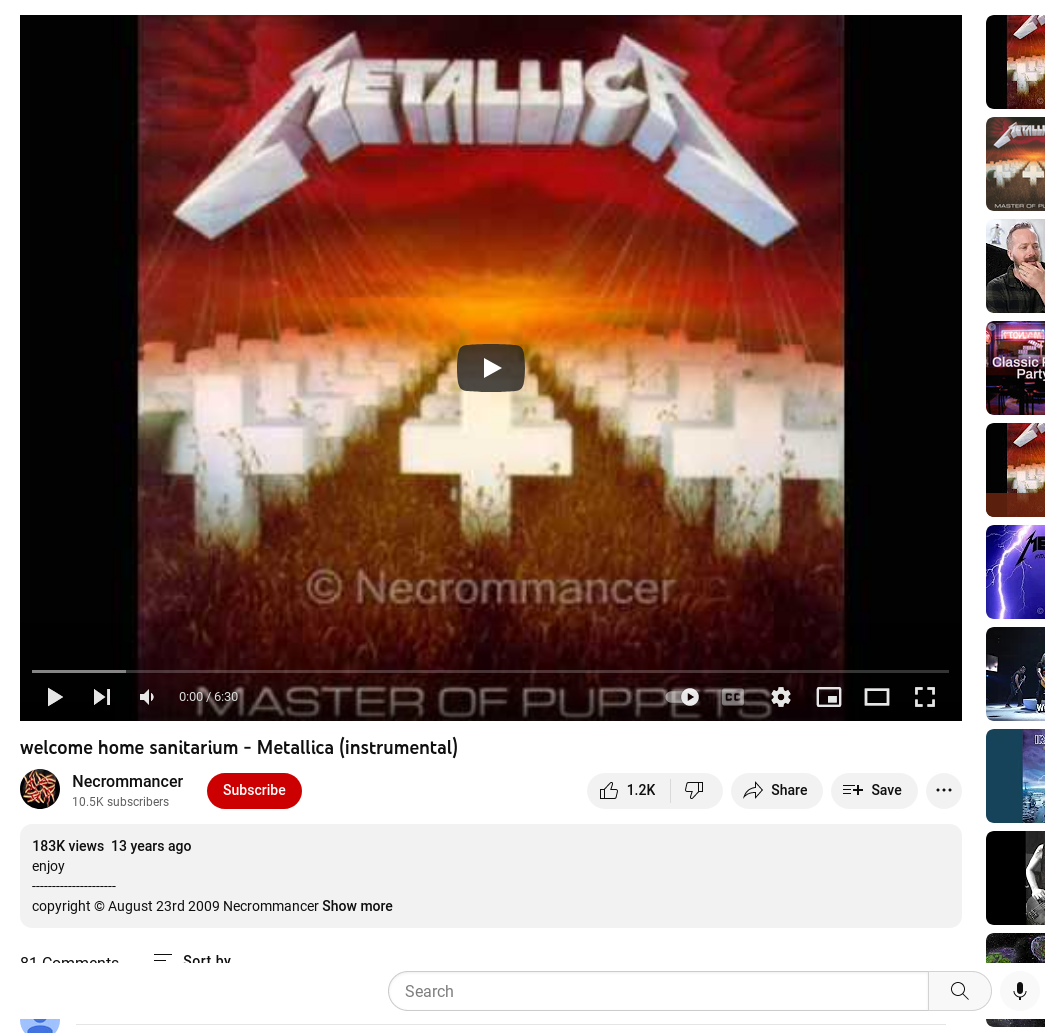 METALLICA
© Necrommancer
MASTER OF PUPPETS
0:00 / 6:30
CC
welcome home sanitarium - Metallica (instrumental)
Necrommancer
10.5K subscribers
Subscribe
1.2K
Share
Save
183K views 13 years ago
enjoy
---------------------
copyright © August 23rd 2009 Necrommancer Show more
81 Comments
Sort by
Search
MASTER OF PU
Classic
Party